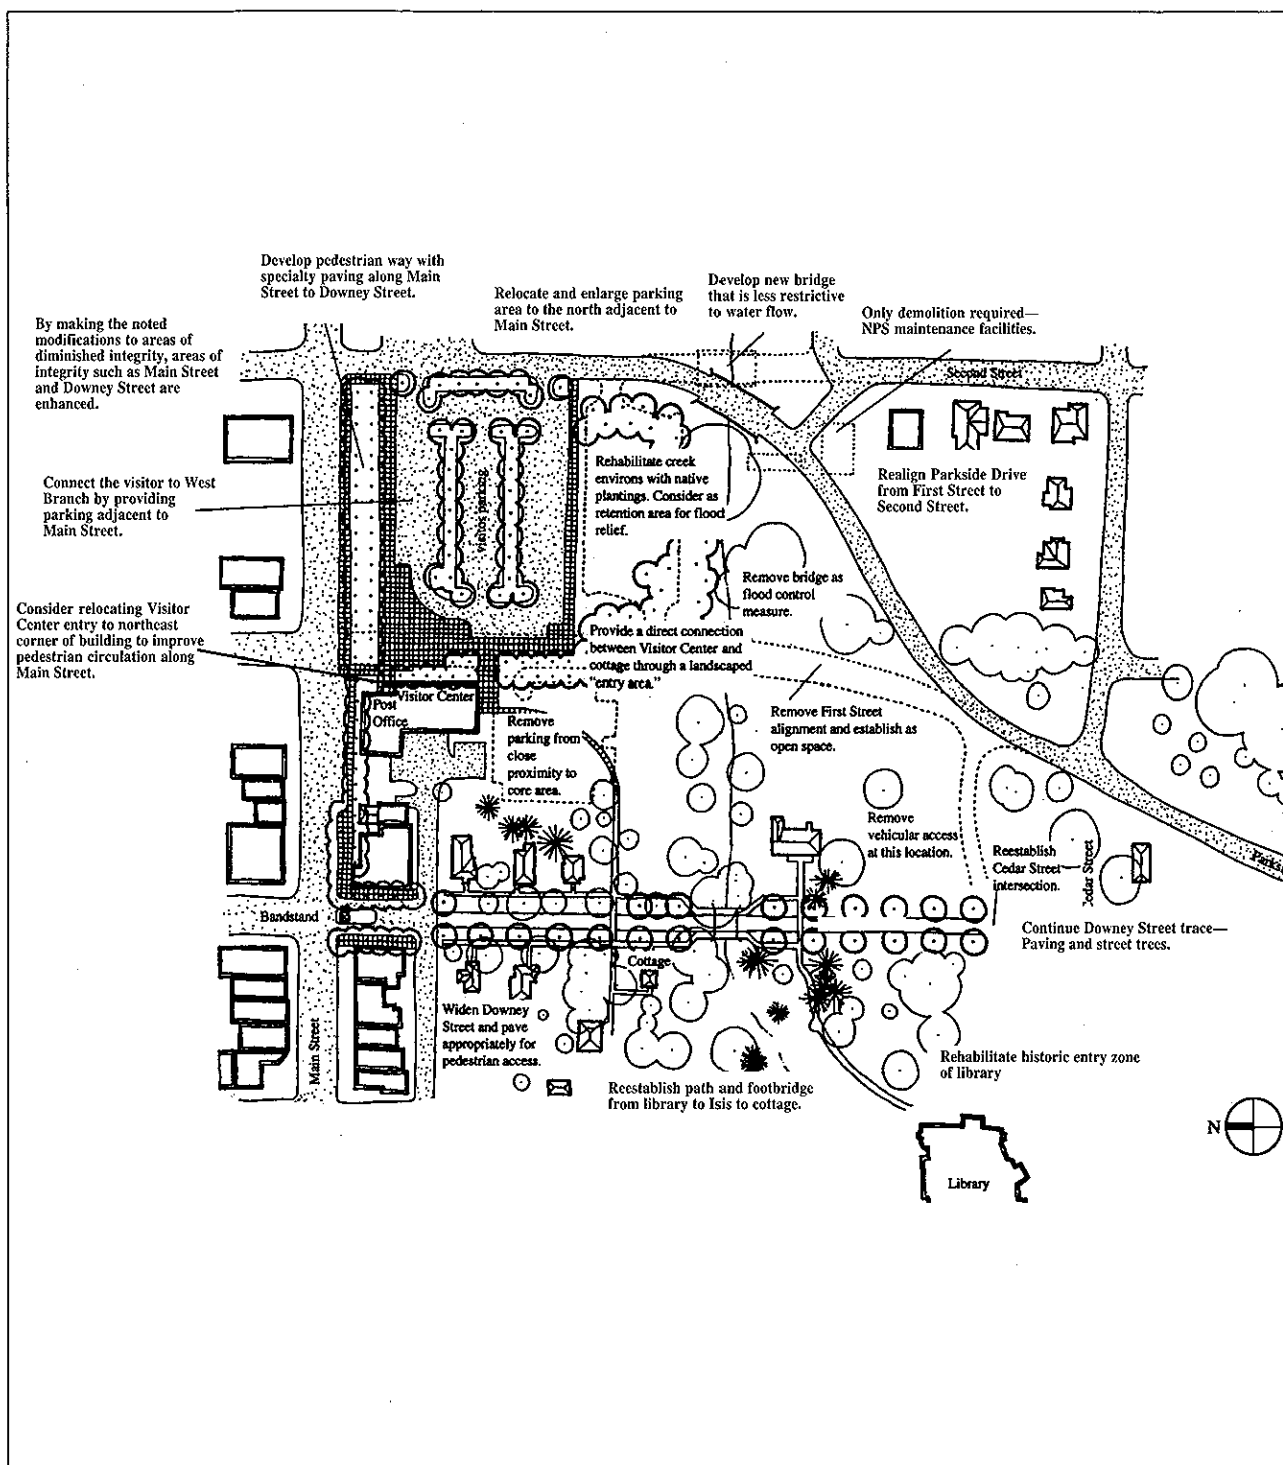 Develop pedestrian way with
specialty paving along Main
Street to Downey Street.
Relocate and enlarge parking
area to the north adjacent to
Main Street.
Develop new bridge
that is less restrictive
to water flow.
Only demolition required—
NPS maintenance facilities.
By making the noted
modifications to areas of
diminished integrity, areas of
integrity such as Main Street
and Downey Street are
enhanced.
Second Street
Connect the visitor to West
Branch by providing
parking adjacent to
Main Street.
visitor parking
Rehabilitate creek
environs with native
plantings. Consider as
retention area for flood
relief.
Realign Parkside Drive
from First Street to
Second Street.
Remove bridge as
flood control
measure.
Consider relocating Visitor
Center entry to northeast
corner of building to improve
pedestrian circulation along
Main Street.
Provide a direct connection
between Visitor Center and
cottage through a landscaped
"entry area."
Visitor Center
Post
Office
Remove
parking from
close
proximity to
core area.
Remove First Street
alignment and establish as
open space.
Remove
vehicular access
at this location.
Reestablish
Cedar Street
intersection.
Cedar Street
Bandstand
Continue Downey Street trace—
Paving and street trees.
Cottage
Widen Downey
Street and pave
appropriately for
pedestrian access.
Main Street
Reestablish path and footbridge
from library to Isis to cottage.
Rehabilitate historic entry zone
of library
N
Library